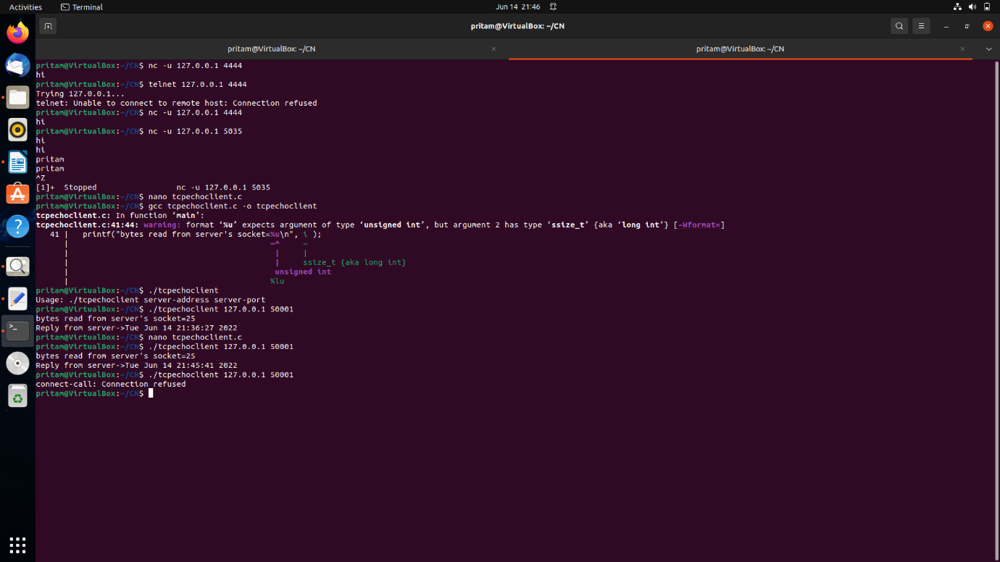 Activities Terminal Jun 14 21:46
pritam@VirtualBox: ~/CN
pritam@VirtualBox: ~/CN pritam@VirtualBox: ~/CN
pritam@VirtualBox:~/CN$ nc -u 127.0.0.1 4444
hi
pritam@VirtualBox:~/CN$ telnet 127.0.0.1 4444
Trying 127.0.0.1...
telnet: Unable to connect to remote host: Connection refused
pritam@VirtualBox:~/CN$ nc -u 127.0.0.1 4444
hi
pritam@VirtualBox:~/CN$ nc -u 127.0.0.1 5035
hi
hi
pritam
pritam
^Z
[1]+  Stopped                 nc -u 127.0.0.1 5035
pritam@VirtualBox:~/CN$ nano tcpechoclient.c
pritam@VirtualBox:~/CN$ gcc tcpechoclient.c -o tcpechoclient
tcpechoclient.c: In function ‘main’:
tcpechoclient.c:41:44: warning: format ‘%u’ expects argument of type ‘unsigned int’, but argument 2 has type ‘ssize_t’ {aka ‘long int’} [-Wformat=]
   41 |   printf("bytes read from server's socket=%u\n", i );
      |                                           ~^     ~
      |                                            |     |
      |                                            |     ssize_t {aka long int}
      |                                            unsigned int
      |                                           %lu
pritam@VirtualBox:~/CN$ ./tcpechoclient
Usage: ./tcpechoclient server-address server-port
pritam@VirtualBox:~/CN$ ./tcpechoclient 127.0.0.1 50001
bytes read from server's socket=25
Reply from server->Tue Jun 14 21:36:27 2022
pritam@VirtualBox:~/CN$ nano tcpechoclient.c
pritam@VirtualBox:~/CN$ ./tcpechoclient 127.0.0.1 50001
bytes read from server's socket=25
Reply from server->Tue Jun 14 21:45:41 2022
pritam@VirtualBox:~/CN$ ./tcpechoclient 127.0.0.1 50001
connect-call: Connection refused
pritam@VirtualBox:~/CN$